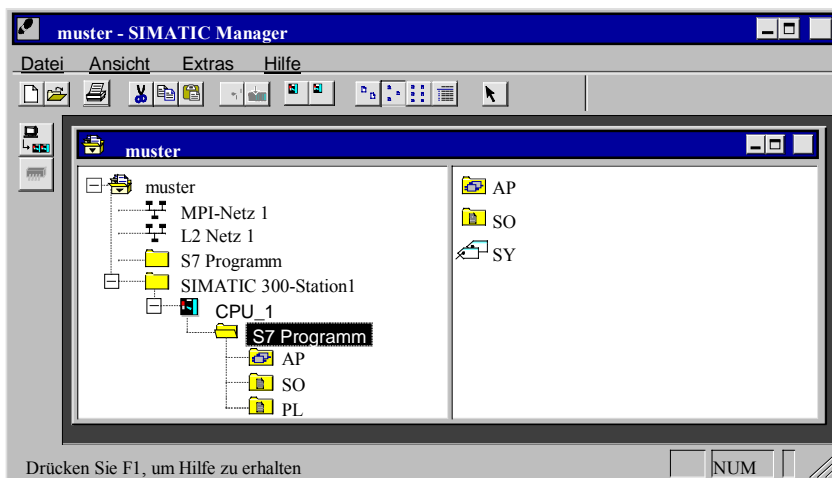 muster - SIMATIC Manager
Datei Ansicht Extras Hilfe
muster
muster
MPI-Netz 1
L2 Netz 1
S7 Programm
SIMATIC 300-Station1
CPU_1
S7 Programm
AP
SO
PL
AP
SO
SY
Drücken Sie F1, um Hilfe zu erhalten
NUM